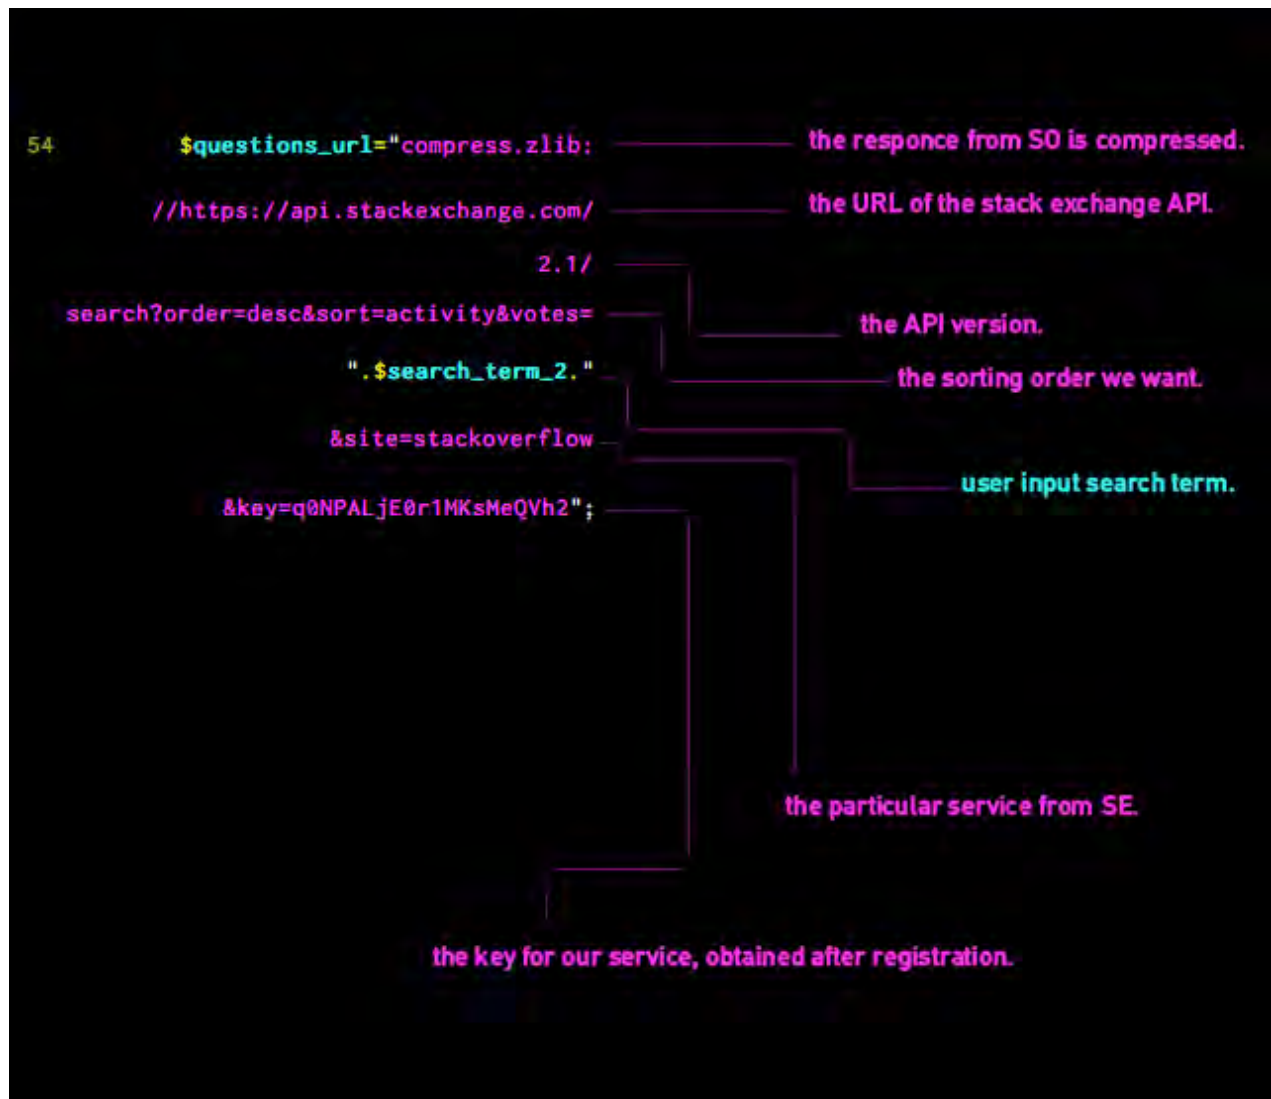 54 $questions_url="compress.zlib:
the responce from SO is compressed.
//https://api.stackexchange.com/
the URL of the stack exchange API.
2.1/
search?order=desc&sort=activity&votes=
the API version.
".$search_term_2."
the sorting order we want.
&site=stackoverflow
user input search term.
&key=q0NPALjE0r1MKsMeQVh2";
the particular service from SE.
the key for our service, obtained after registration.